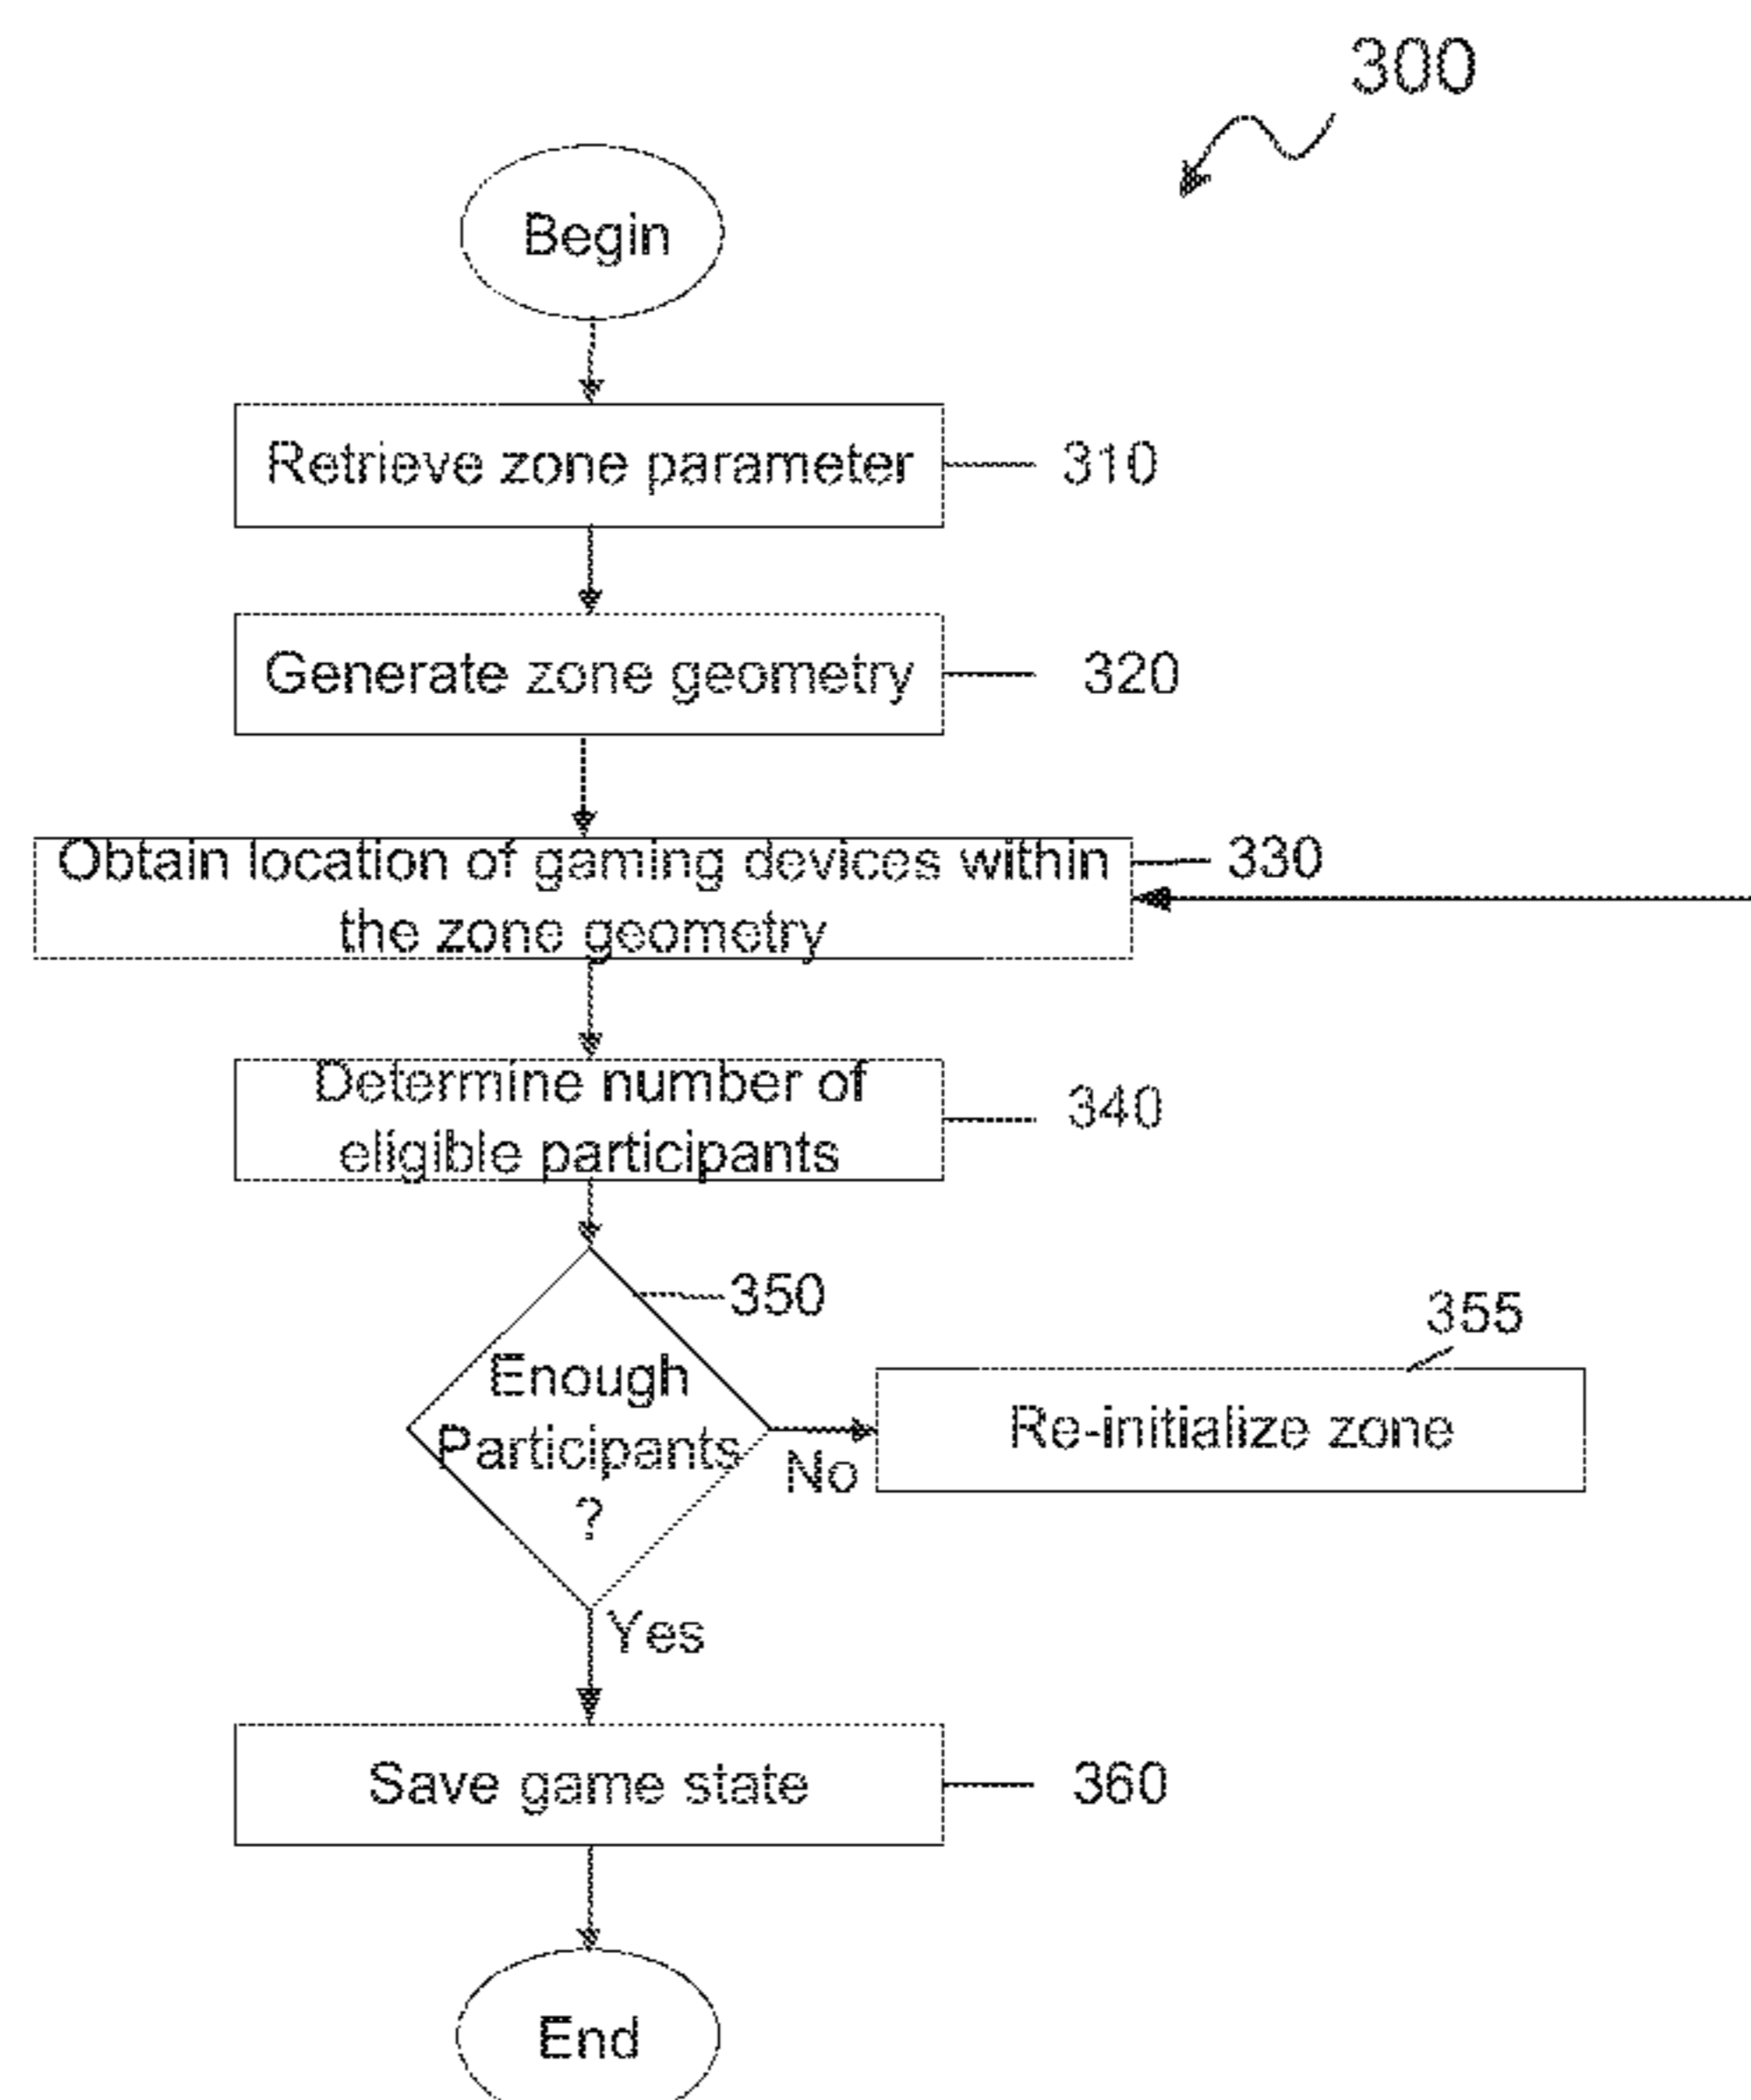 300
Begin
Retrieve zone parameter
310
Generate zone geometry
320
Obtain location of gaming devices within
the zone geometry
330
Determine number of
eligible participants
340
350
Enough
Participants
?
No
355
Re-initialize zone
Yes
Save game state
360
End